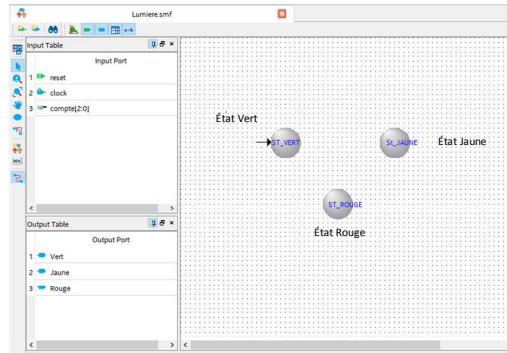 Lumiere.smf
Input Table
Input Port
1 reset
2 clock
3 compte[2:0]
Output Table
Output Port
1 Vert
2 Jaune
3 Rouge
État Vert
ST_VERT
St_JAUNE
État Jaune
ST_ROUGE
État Rouge